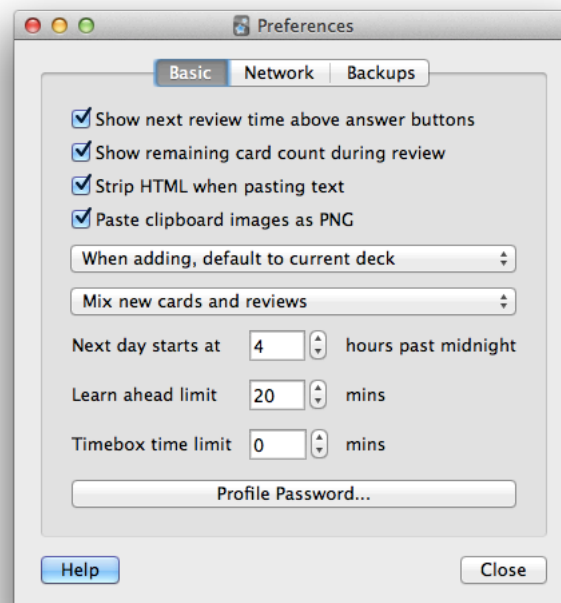 Preferences
Basic Network Backups
Show next review time above answer buttons
Show remaining card count during review
Strip HTML when pasting text
Paste clipboard images as PNG
When adding, default to current deck
Mix new cards and reviews
Next day starts at 4 hours past midnight
Learn ahead limit 20 mins
Timebox time limit 0 mins
Profile Password...
Help Close